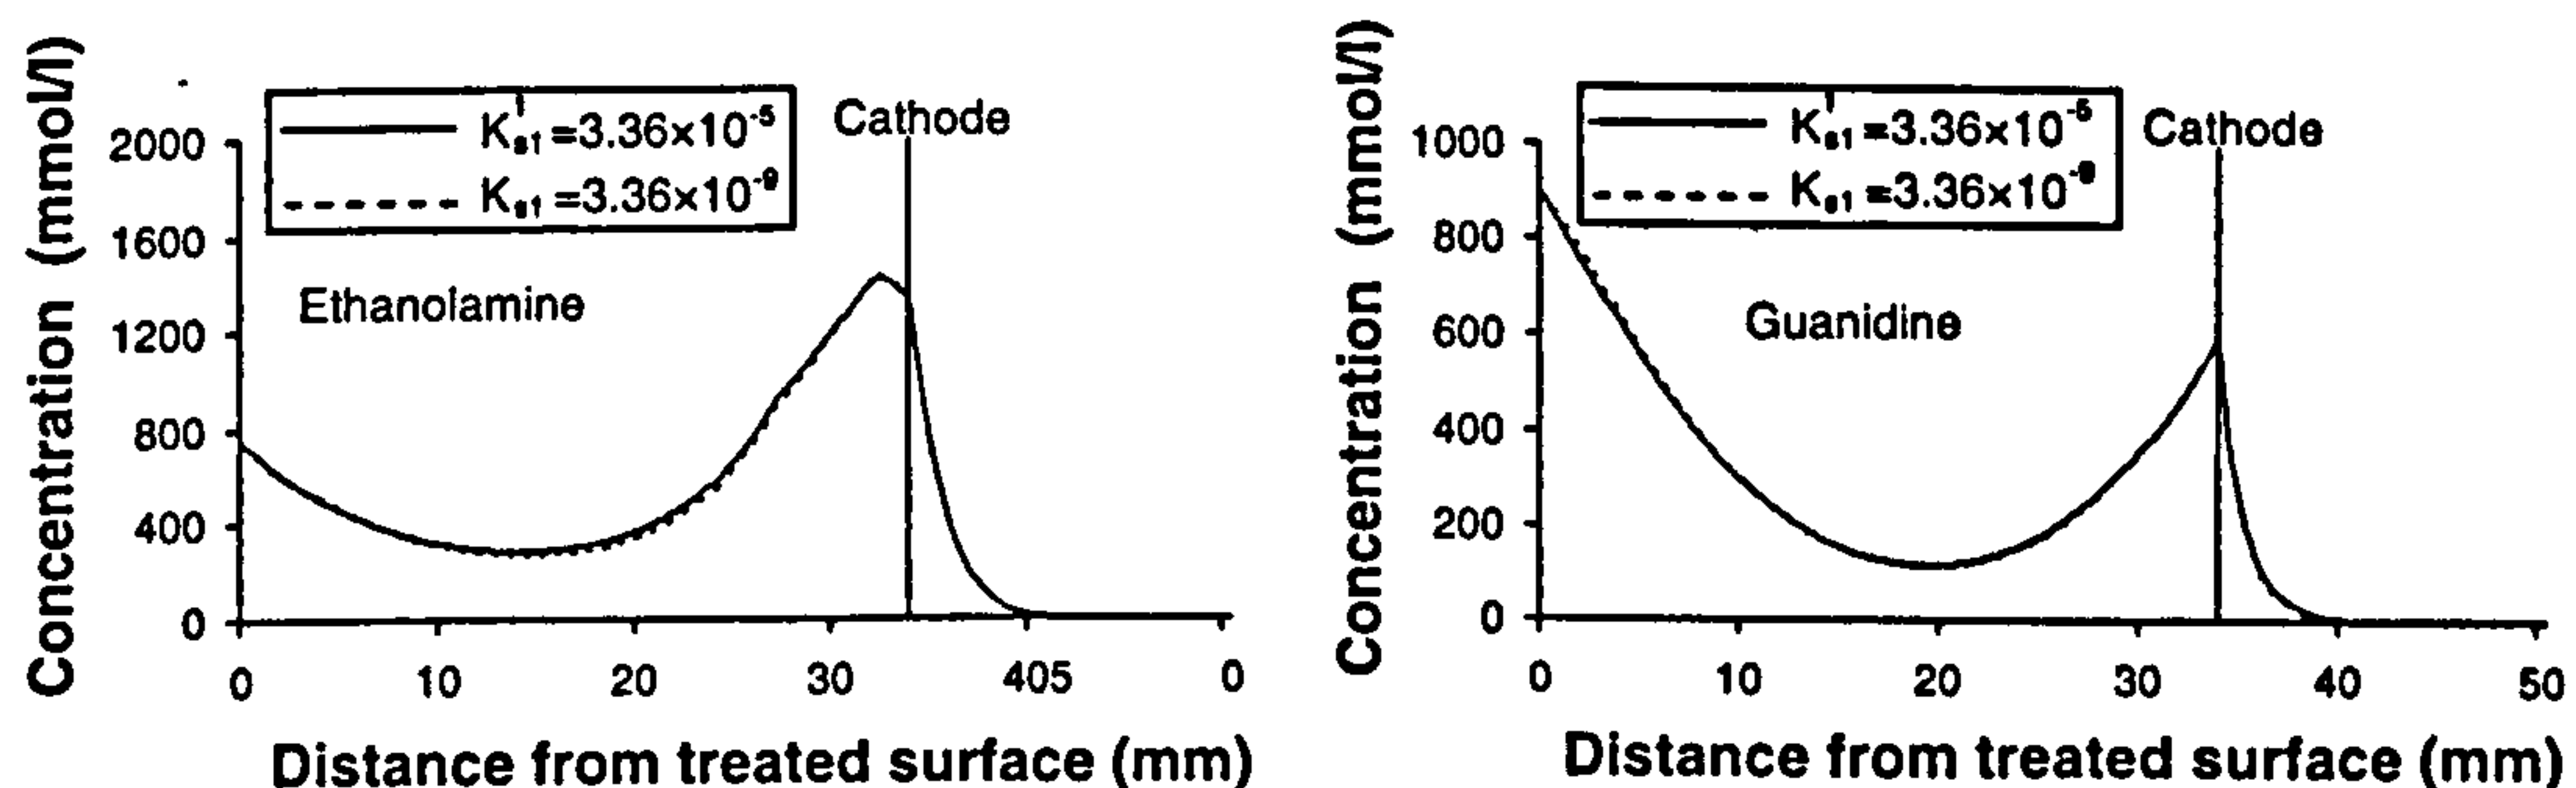 Concentration (mmol/l)
K's1 =3.36×10⁻⁵
Ks1 =3.36×10⁻⁹
Cathode
2000
1600
1200
800
400
0
Ethanolamine
0 10 20 30 405 0
Distance from treated surface (mm)
Concentration (mmol/l)
K's1 =3.36×10⁻⁵
Ks1 =3.36×10⁻⁹
Cathode
1000
800
600
400
200
0
Guanidine
0 10 20 30 40 50
Distance from treated surface (mm)